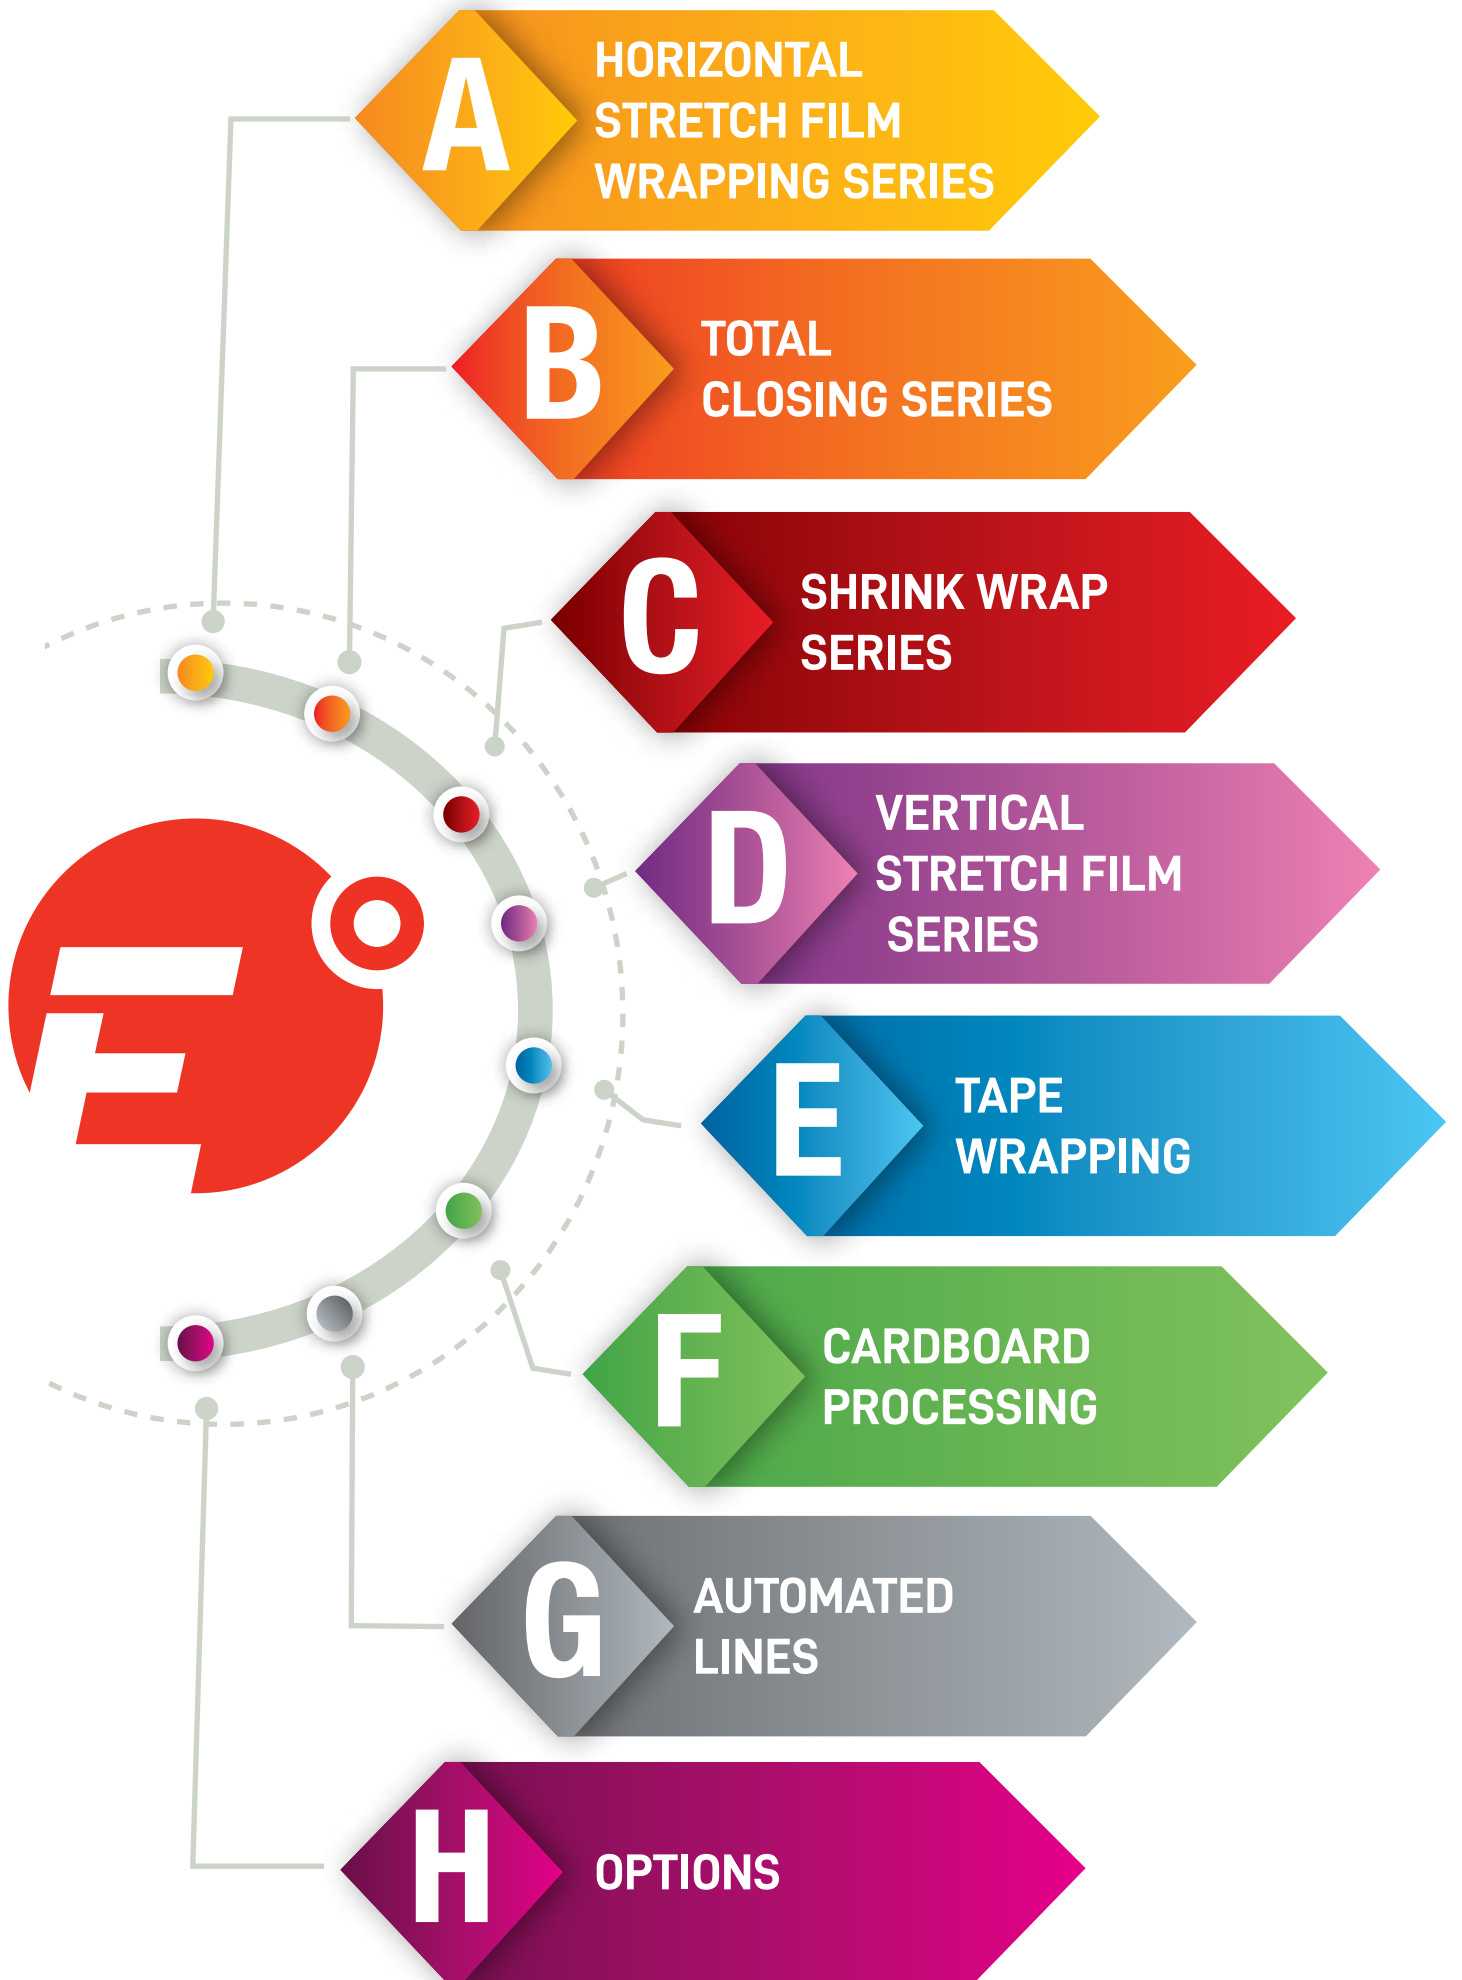 A
HORIZONTAL
STRETCH FILM
WRAPPING SERIES
B
TOTAL
CLOSING SERIES
C
SHRINK WRAP
SERIES
D
VERTICAL
STRETCH FILM
SERIES
E
TAPE
WRAPPING
F
CARDBOARD
PROCESSING
G
AUTOMATED
LINES
H
OPTIONS